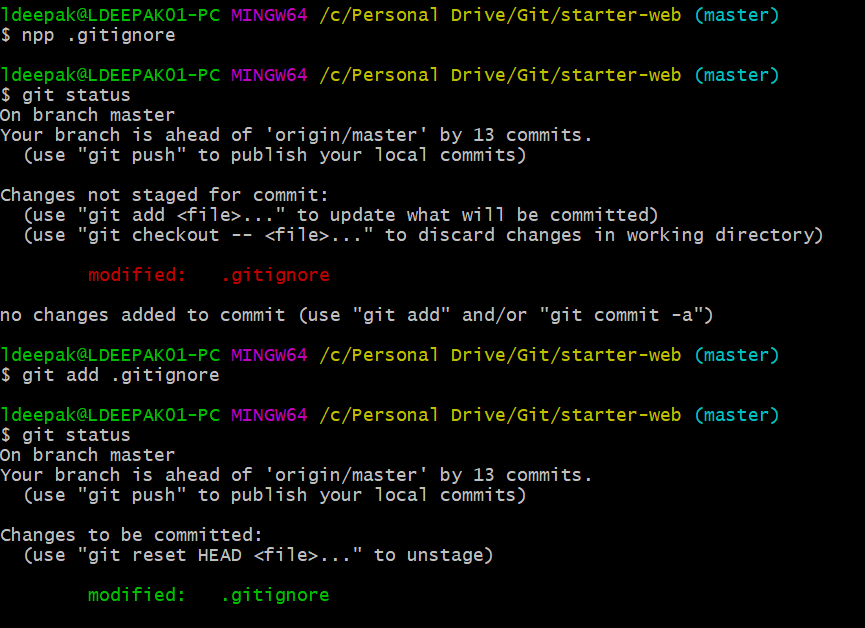 ldeepak@LDEEPAK01-PC MINGW64 /c/Personal Drive/Git/starter-web (master)
$ npp .gitignore
ldeepak@LDEEPAK01-PC MINGW64 /c/Personal Drive/Git/starter-web (master)
$ git status
On branch master
Your branch is ahead of 'origin/master' by 13 commits.
  (use "git push" to publish your local commits)
Changes not staged for commit:
  (use "git add <file>..." to update what will be committed)
  (use "git checkout -- <file>..." to discard changes in working directory)
        modified:   .gitignore
no changes added to commit (use "git add" and/or "git commit -a")
ldeepak@LDEEPAK01-PC MINGW64 /c/Personal Drive/Git/starter-web (master)
$ git add .gitignore
ldeepak@LDEEPAK01-PC MINGW64 /c/Personal Drive/Git/starter-web (master)
$ git status
On branch master
Your branch is ahead of 'origin/master' by 13 commits.
  (use "git push" to publish your local commits)
Changes to be committed:
  (use "git reset HEAD <file>..." to unstage)
        modified:   .gitignore